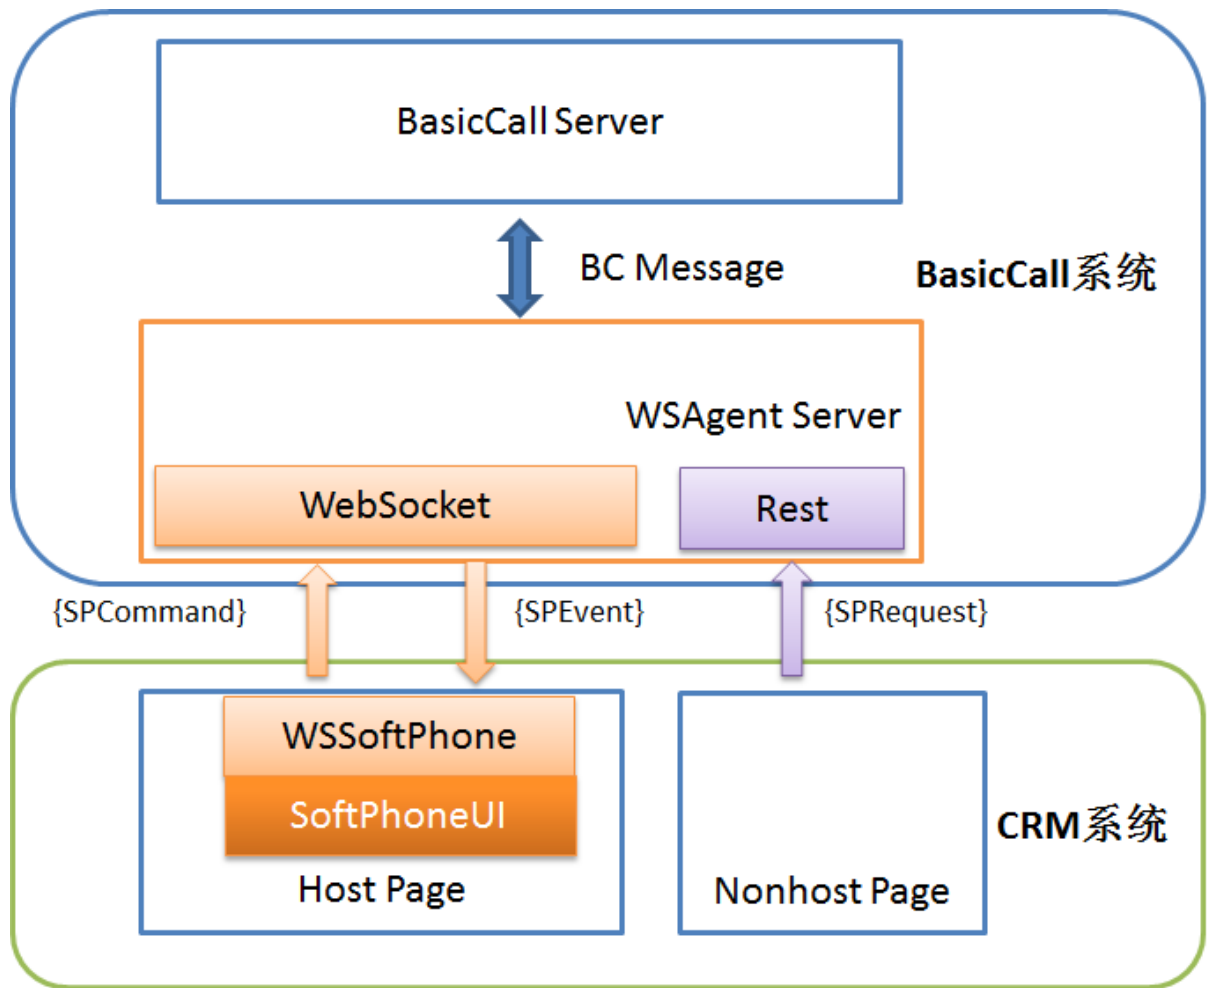 BasicCall Server
BC Message
BasicCall系统
WSAgent Server
WebSocket
Rest
{SPCommand}
{SPEvent}
{SPRequest}
WSSoftPhone
SoftPhoneUI
Host Page
Nonhost Page
CRM系统